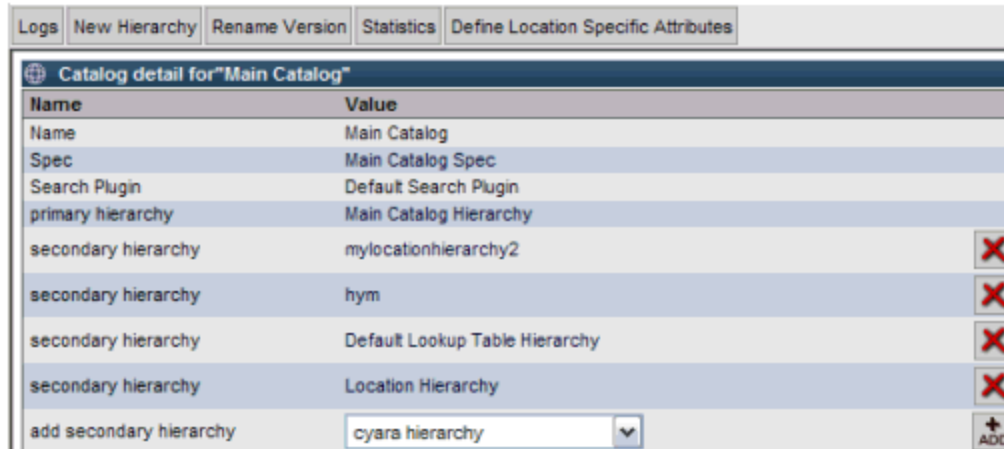 Logs New Hierarchy Rename Version Statistics Define Location Specific Attributes
Catalog detail for"Main Catalog"
Name Value
Name Main Catalog
Spec Main Catalog Spec
Search Plugin Default Search Plugin
primary hierarchy Main Catalog Hierarchy
secondary hierarchy mylocationhierarchy2
secondary hierarchy hym
secondary hierarchy Default Lookup Table Hierarchy
secondary hierarchy Location Hierarchy
add secondary hierarchy cyara hierarchy ADD